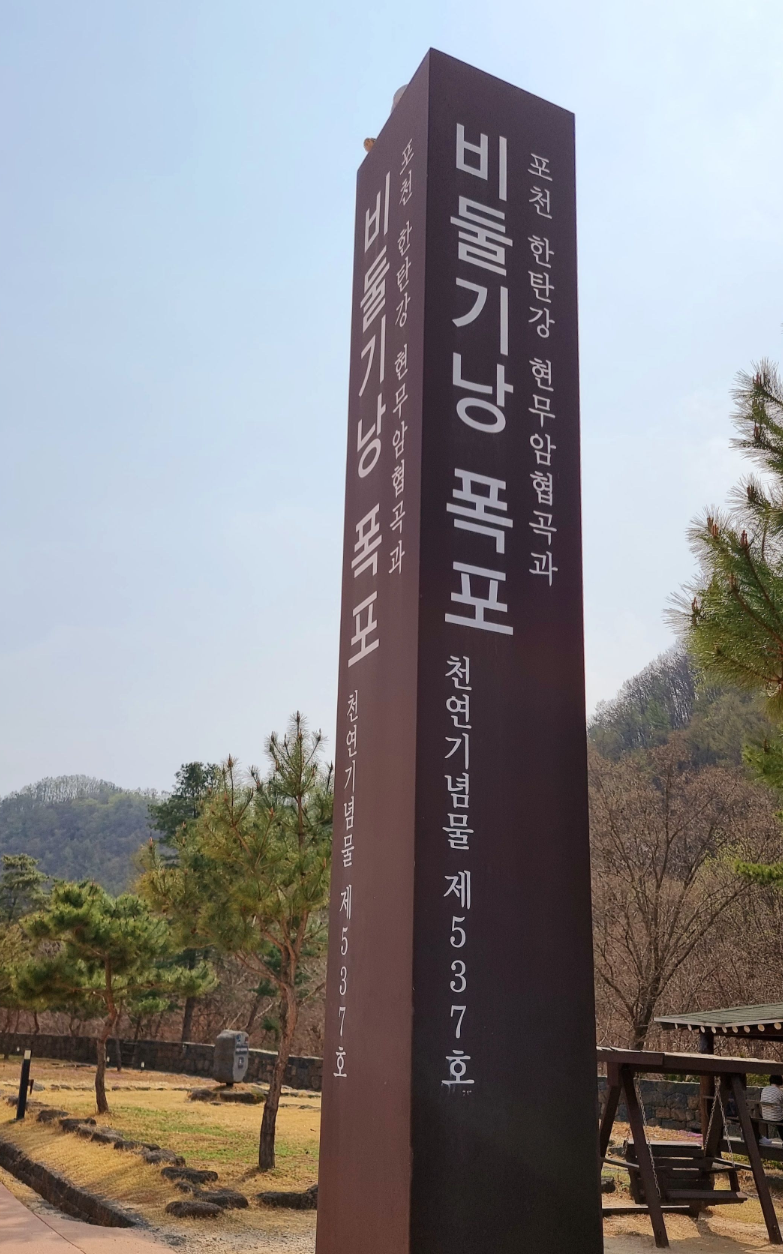 포천 한탄강 현무암협곡과
비둘기낭 폭포
천연기념물 제537호
포천 한탄강 현무암협곡과
비둘기낭 폭포
천연기념물 제537호